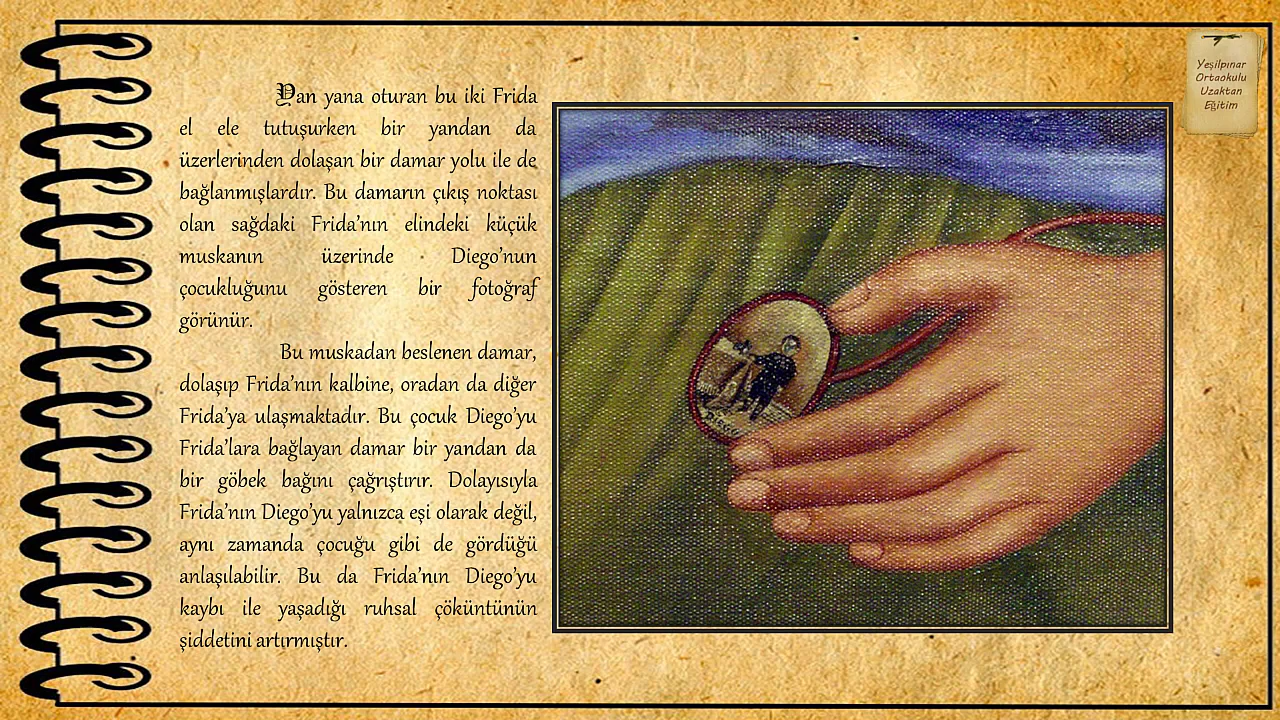 Yan yana oturan bu iki Frida
el ele tutuşurken bir yandan da
üzerlerinden dolaşan bir damar yolu ile de
bağlanmışlardır. Bu damarın çıkış noktası
olan sağdaki Frida’nın elindeki küçük
muskanın üzerinde Diego’nun
çocukluğunu gösteren bir fotoğraf
görünür.
Bu muskadan beslenen damar,
dolaşıp Frida’nın kalbine, oradan da diğer
Frida’ya ulaşmaktadır. Bu çocuk Diego’yu
Frida’lara bağlayan damar bir yandan da
bir göbek bağını çağrıştırır. Dolayısıyla
Frida’nın Diego’yu yalnızca eşi olarak değil,
aynı zamanda çocuğu gibi de gördüğü
anlaşılabilir. Bu da Frida’nın Diego’yu
kaybı ile yaşadığı ruhsal çöküntünün
şiddetini artırmıştır.
Yeşilpınar
Ortaokulu
Uzaktan
Eğitim